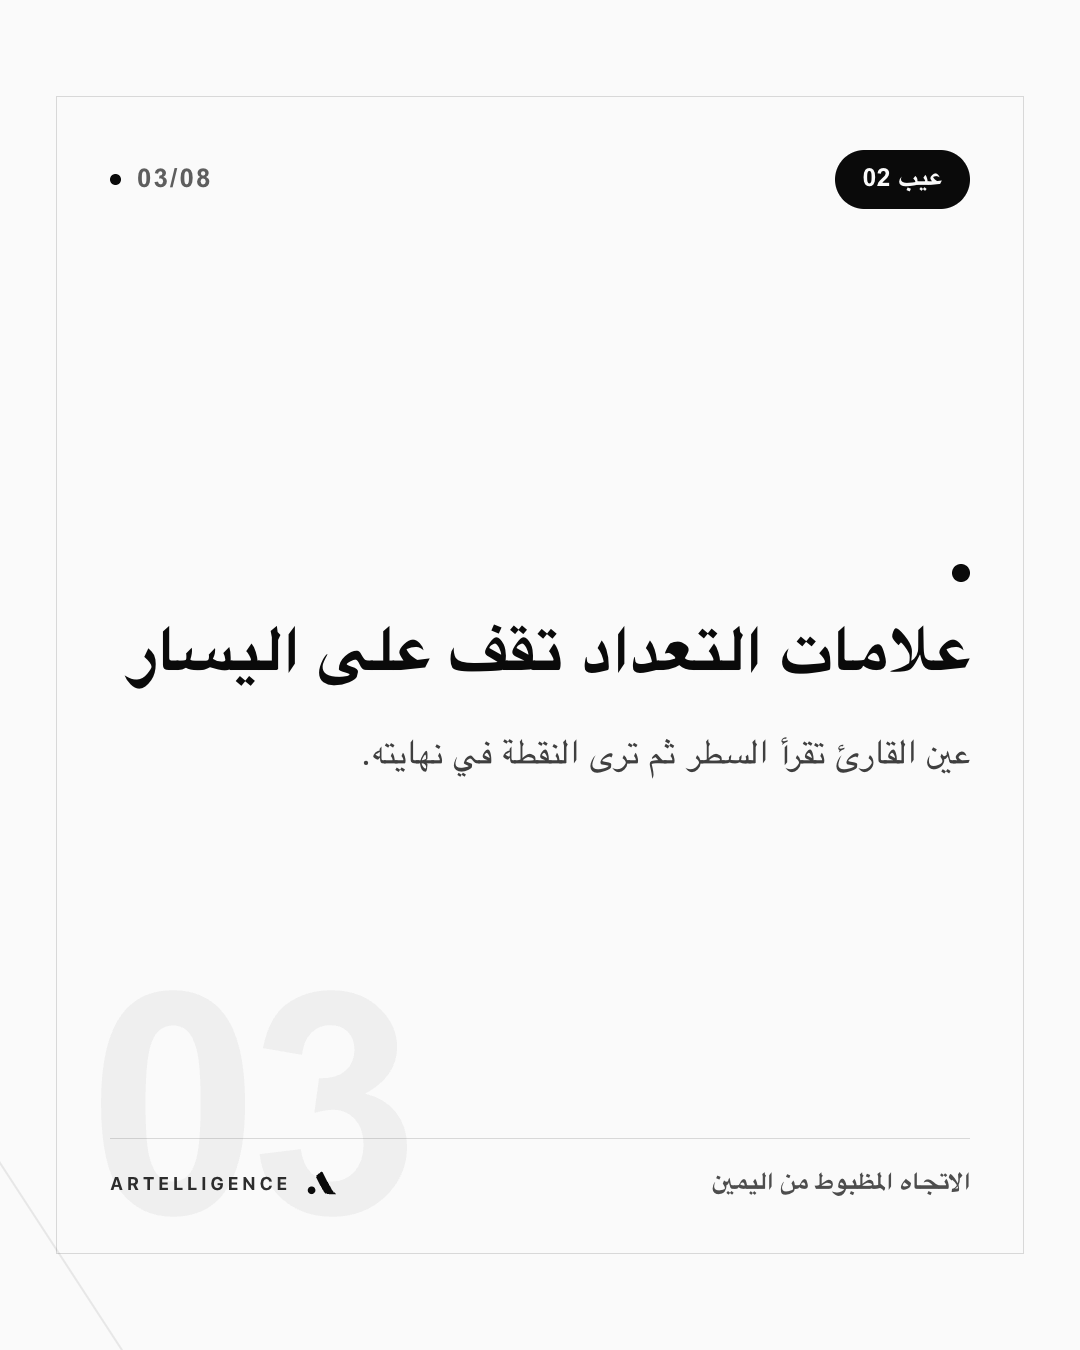 عيب 02
03/08
علامات التعداد تقف على اليسار
عين القارئ تقرأ السطر ثم ترى النقطة في نهايته.
03
الاتجاه المظبوط من اليمين
ARTELLIGENCE